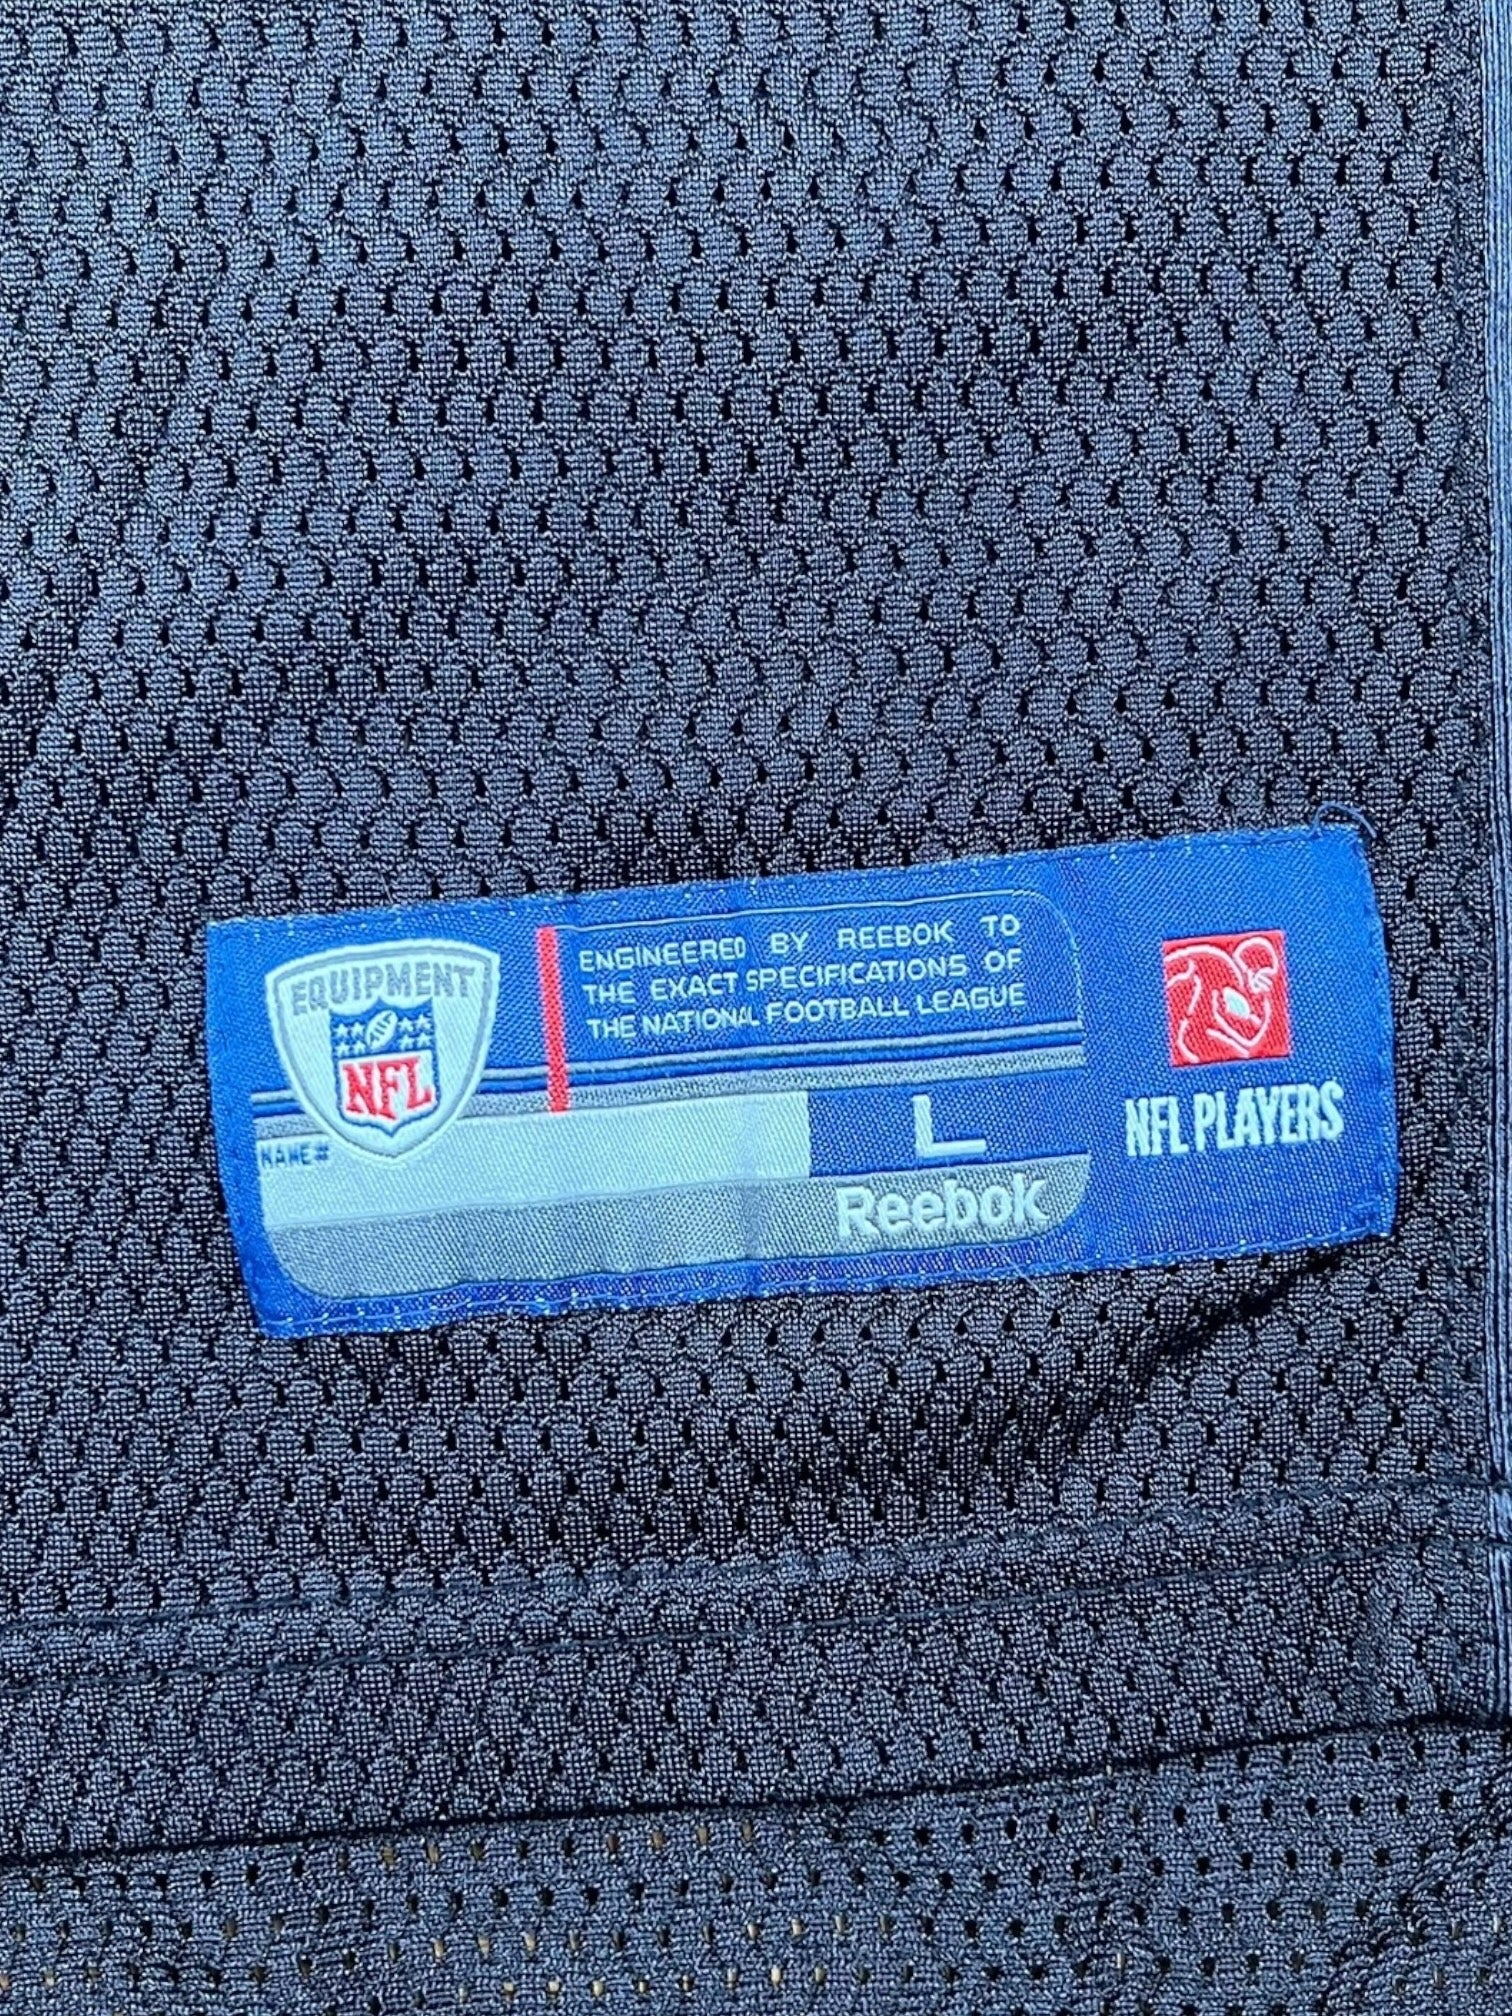 EQUIPMENT
NFL
ENGINEERED BY REEBOK TO
THE EXACT SPECIFICATIONS OF
THE NATIONAL FOOTBALL LEAGUE
NAME#
L
Reebok
NFL PLAYERS